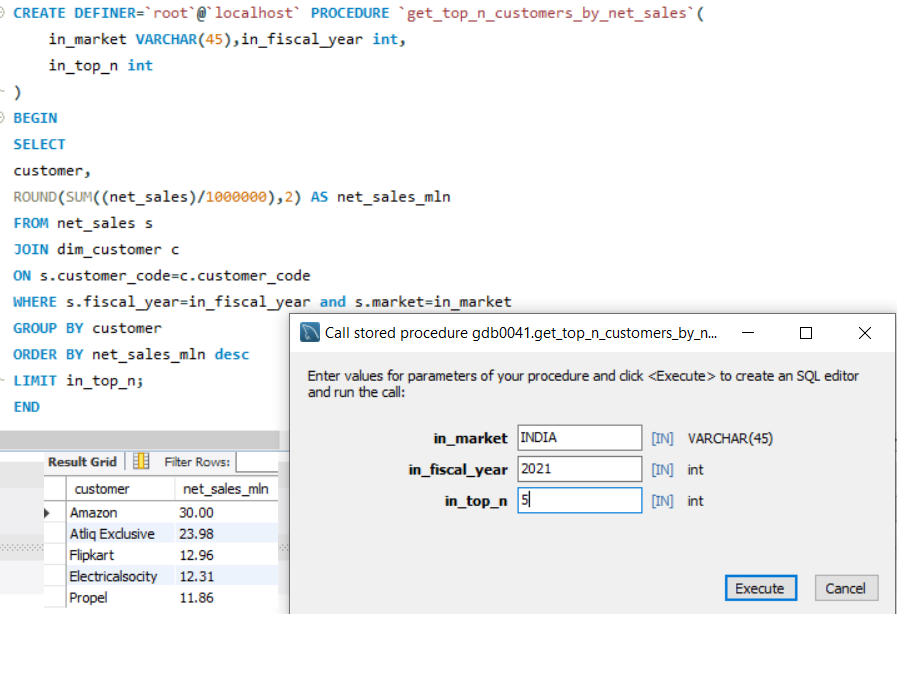 CREATE DEFINER=`root`@`localhost` PROCEDURE `get_top_n_customers_by_net_sales`(
in_market VARCHAR(45),in_fiscal_year int,
in_top_n int
)
BEGIN
SELECT
customer,
ROUND(SUM((net_sales)/1000000),2) AS net_sales_mln
FROM net_sales s
JOIN dim_customer c
ON s.customer_code=c.customer_code
WHERE s.fiscal_year=in_fiscal_year and s.market=in_market
GROUP BY customer
ORDER BY net_sales_mln desc
LIMIT in_top_n;
END
Call stored procedure gdb0041.get_top_n_customers_by_n...
Enter values for parameters of your procedure and click <Execute> to create an SQL editor
and run the call:
in_market INDIA [IN] VARCHAR(45)
in_fiscal_year 2021 [IN] int
in_top_n 5 [IN] int
Execute Cancel
Result Grid Filter Rows:
customer net_sales_mln
Amazon 30.00
Atliq Exclusive 23.98
Flipkart 12.96
Electricalsocity 12.31
Propel 11.86